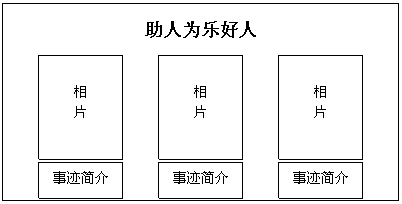 助人为乐好人
相 相 相
片 片 片
事迹简介 事迹简介 事迹简介